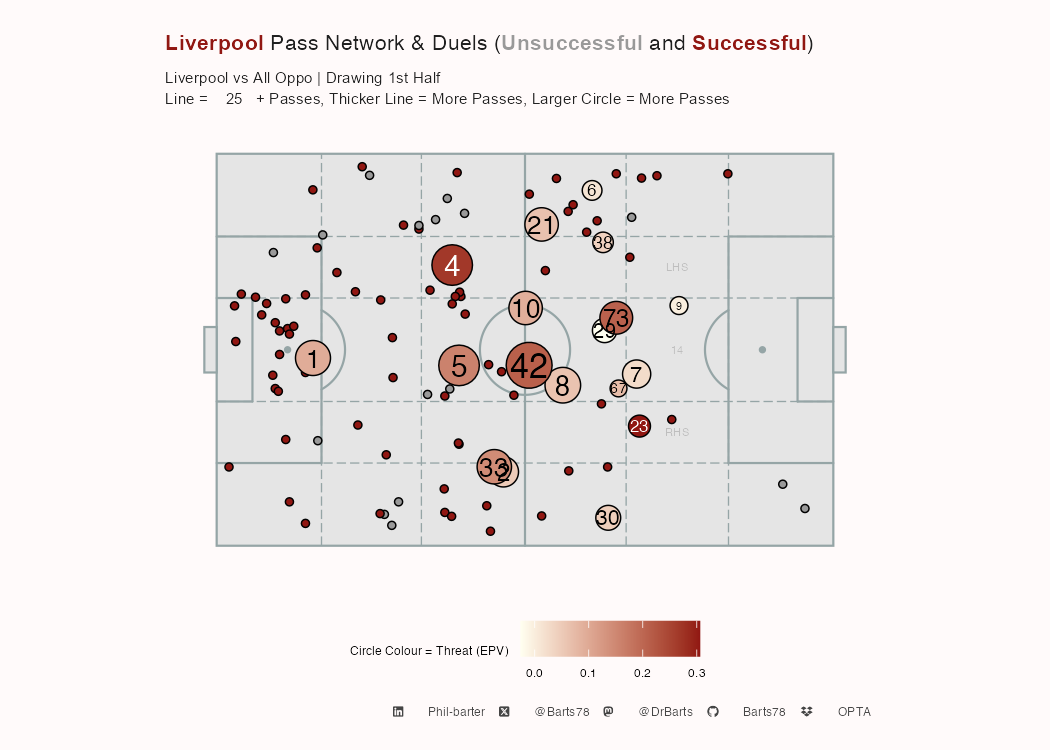 Liverpool Pass Network & Duels (Unsuccessful and Successful)
Liverpool vs All Oppo | Drawing 1st Half
Line = 25 + Passes, Thicker Line = More Passes, Larger Circle = More Passes
6
21
38
4
LHS
10
9
73
29
14
1
5
42
7
8
67
23
RHS
33
2
30
Circle Colour = Threat (EPV)
0.0 0.1 0.2 0.3
Phil-barter @Barts78 @DrBarts Barts78 OPTA